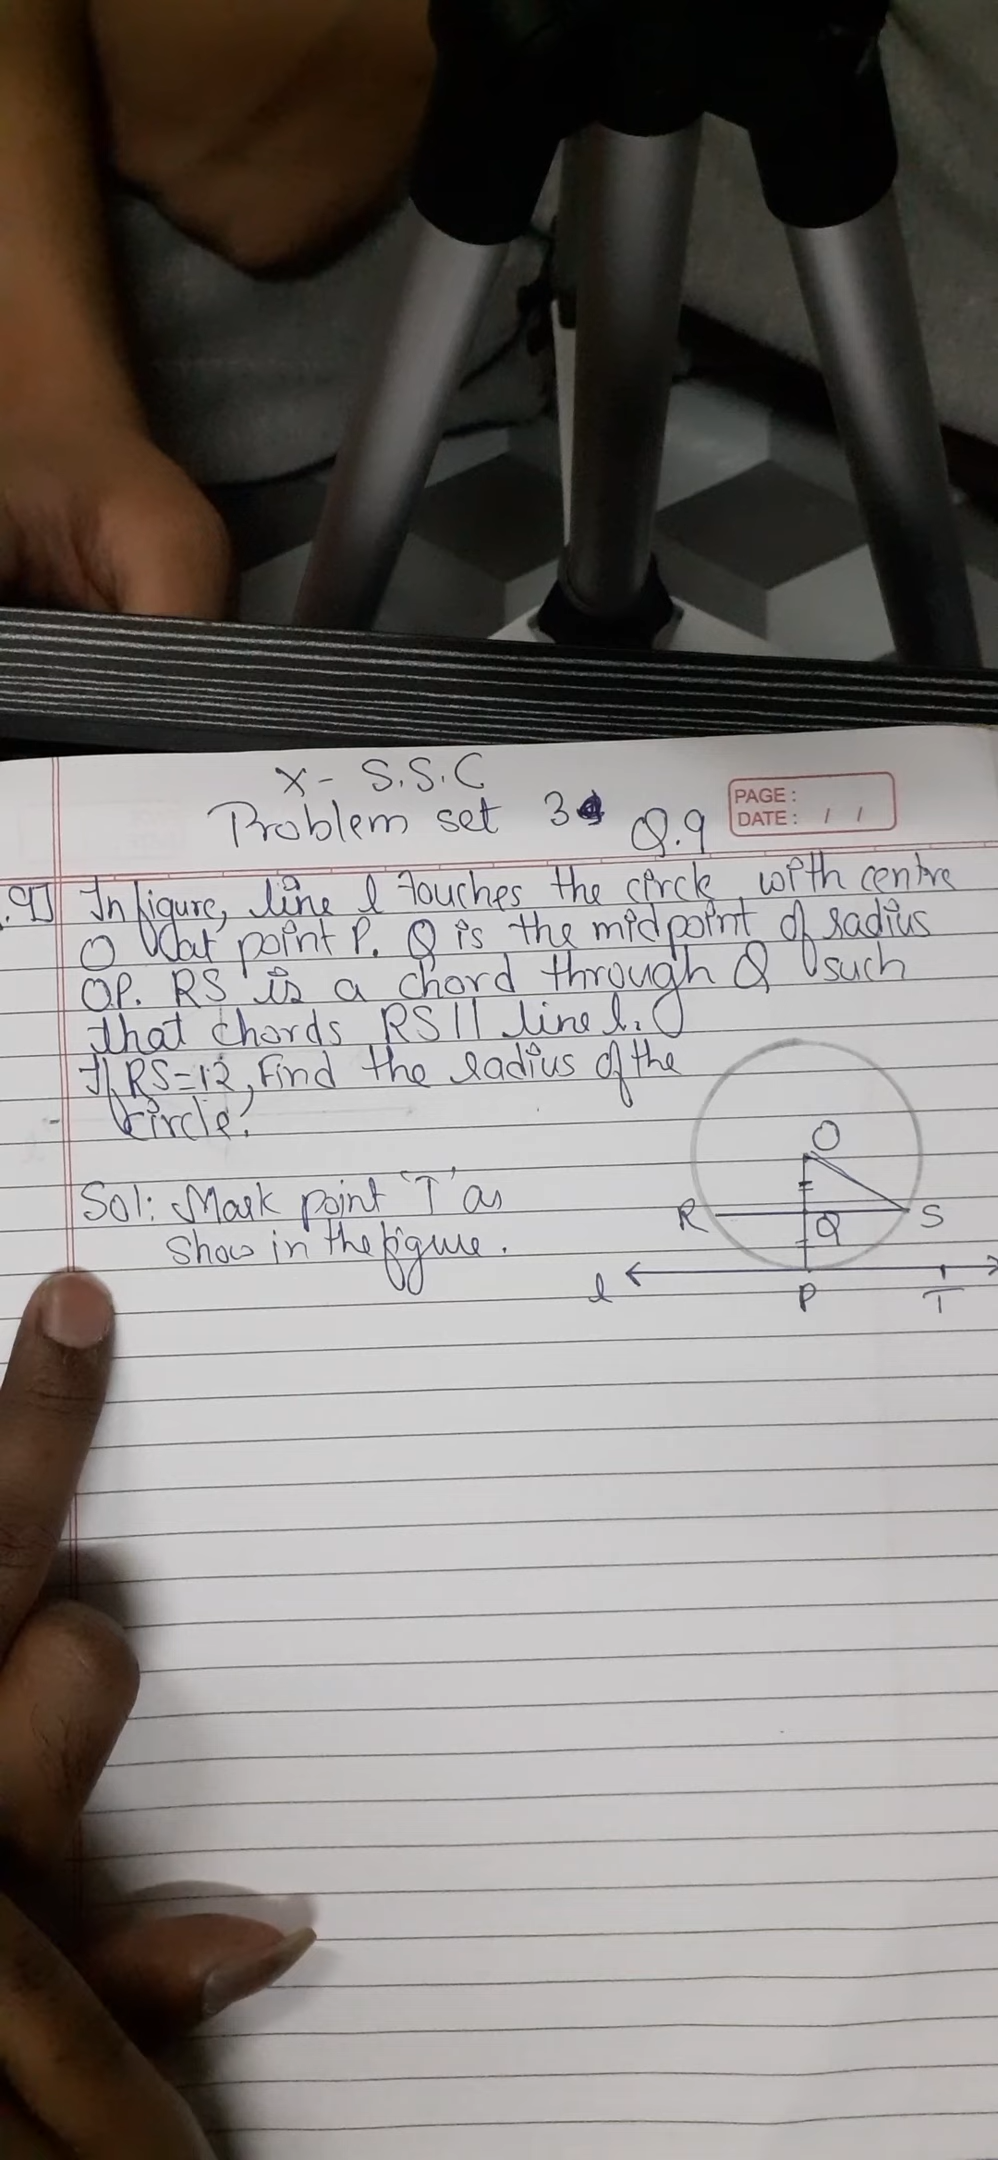 X- S.S.C
Problem set 3 Q.9
PAGE :
DATE : / /
.9] In figure, line l touches the circle with centre
O at point P. Q is the midpoint of radius
OP. RS is a chord through Q such
that chords RS || line l.
If RS=12, Find the radius of the
circle.
Sol: Mark point 'T' as
show in the figure.
O
R
Q
S
l
P
T